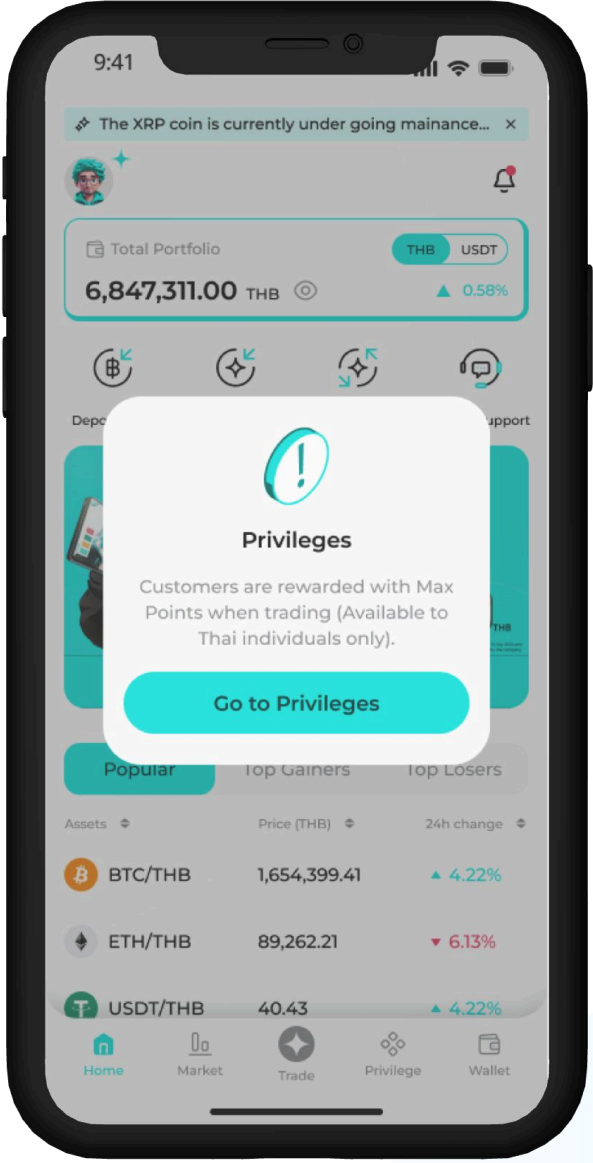 9:41
The XRP coin is currently under going mainance... ×
Total Portfolio
THB USDT
6,847,311.00 THB
0.58%
Privileges
Customers are rewarded with Max
Points when trading (Available to
Thai individuals only).
Go to Privileges
THB
Popular Top Gainers Top Losers
Assets Price (THB) 24h change
BTC/THB 1,654,399.41 4.22%
ETH/THB 89,262.21 6.13%
USDT/THB 40.43 4.22%
Home Market Trade Privilege Wallet